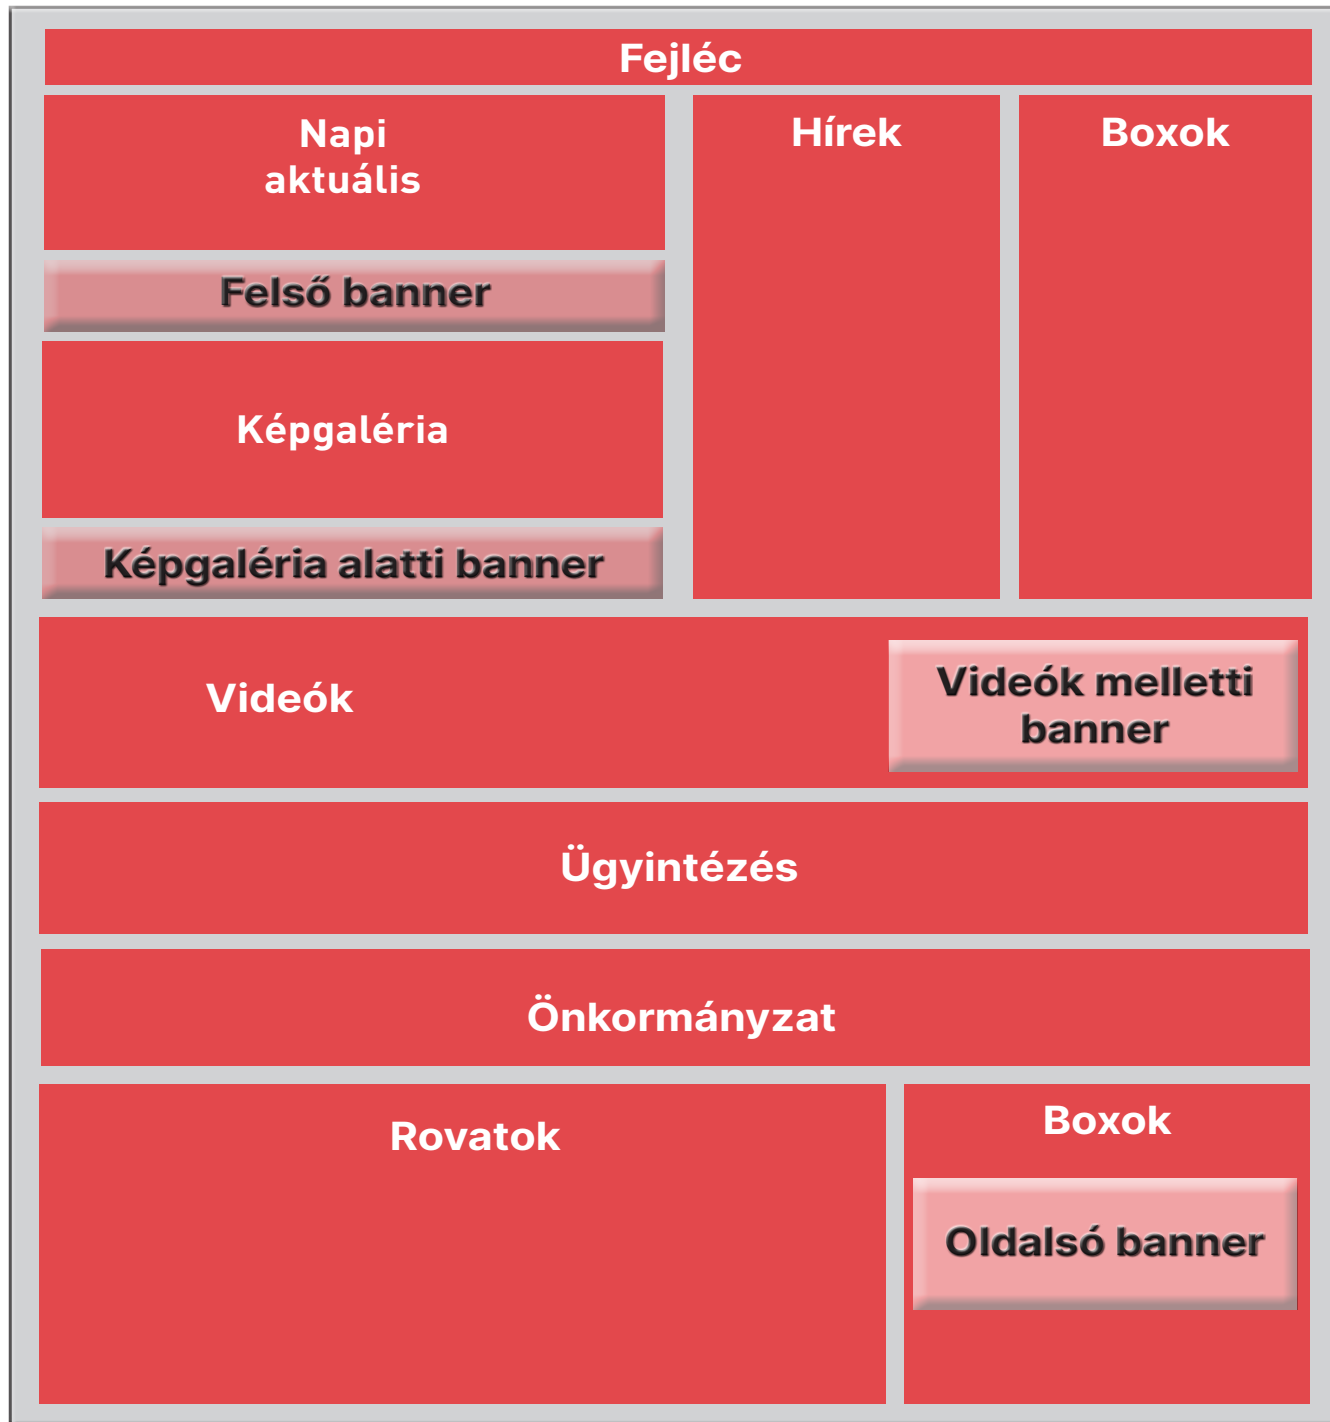 Fejléc
Napi
aktuális
Hírek
Boxok
Felső banner
Képgaléria
Képgaléria alatti banner
Videók
Videók melletti
banner
Ügyintézés
Önkormányzat
Rovatok
Boxok
Oldalsó banner